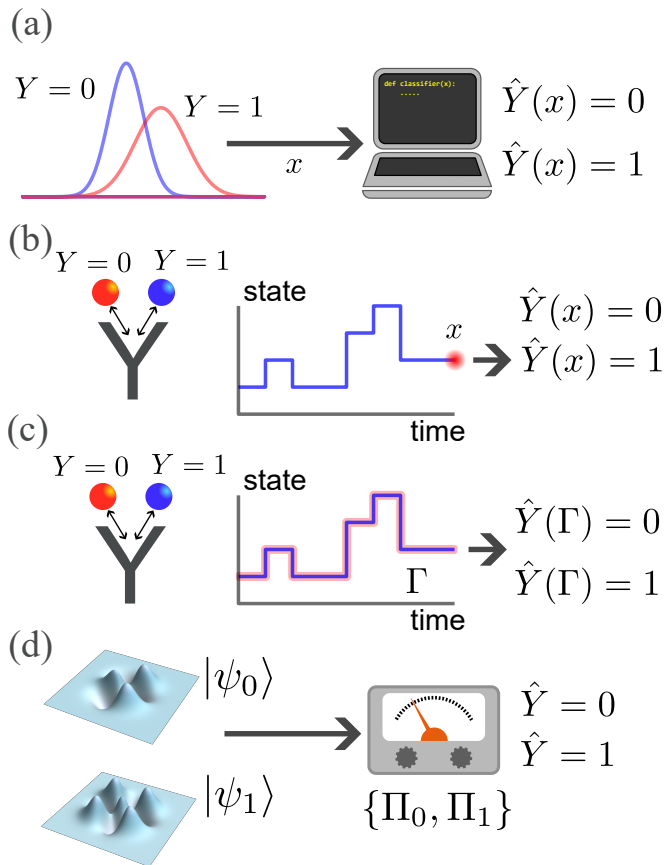 (a)
Y = 0
Y = 1
x
def classifier(x):
.....
Ŷ(x) = 0
Ŷ(x) = 1
(b)
Y = 0 Y = 1
state
x
time
Ŷ(x) = 0
Ŷ(x) = 1
(c)
Y = 0 Y = 1
state
Γ
time
Ŷ(Γ) = 0
Ŷ(Γ) = 1
(d)
|ψ₀⟩
|ψ₁⟩
{Π₀, Π₁}
Ŷ = 0
Ŷ = 1